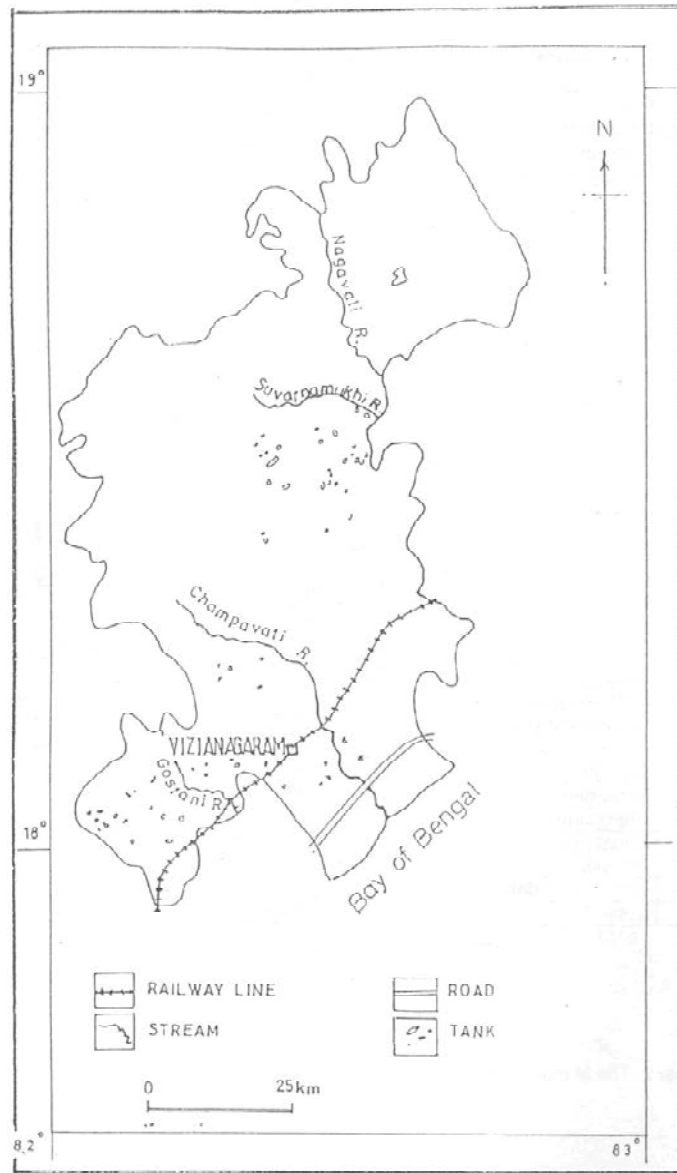 19°
N
Nagavali R.
Suvarnamukhi R.
Champavati R.
VIZIANAGARAM
Gostani R.
18°
Bay of Bengal
RAILWAY LINE
ROAD
STREAM
TANK
0 25km
82°
83°